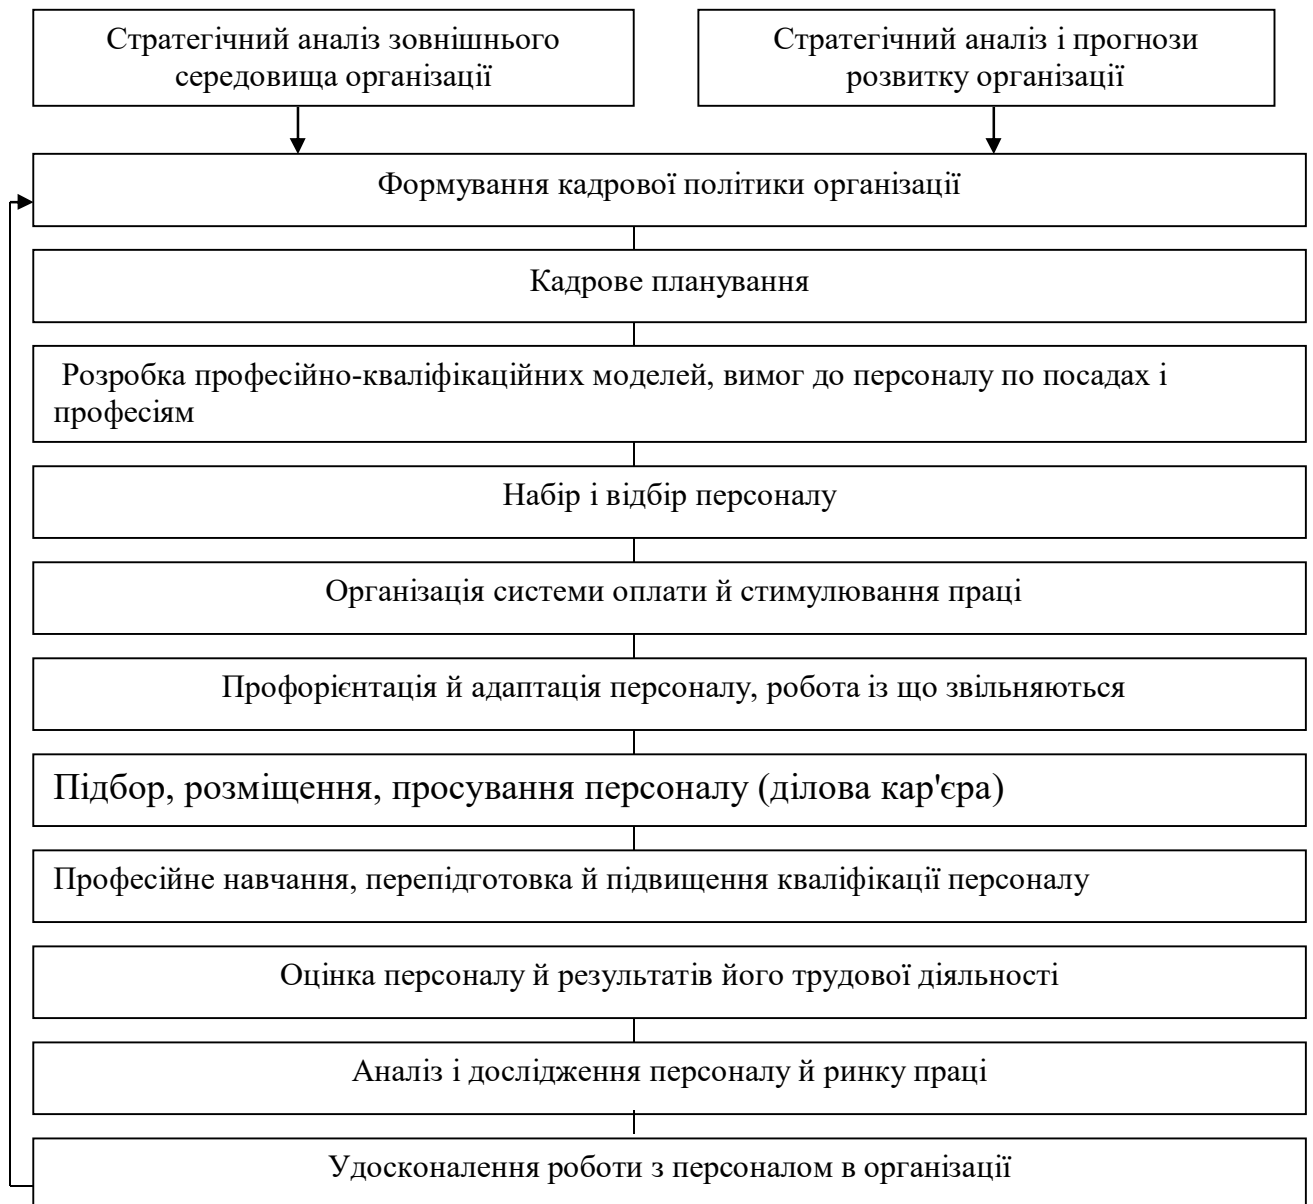 Стратегічний аналіз зовнішнього
середовища організації
Стратегічний аналіз і прогнози
розвитку організації
Формування кадрової політики організації
Кадрове планування
Розробка професійно-кваліфікаційних моделей, вимог до персоналу по посадах і
професіям
Набір і відбір персоналу
Організація системи оплати й стимулювання праці
Профорієнтація й адаптація персоналу, робота із що звільняються
Підбор, розміщення, просування персоналу (ділова кар'єра)
Професійне навчання, перепідготовка й підвищення кваліфікації персоналу
Оцінка персоналу й результатів його трудової діяльності
Аналіз і дослідження персоналу й ринку праці
Удосконалення роботи з персоналом в організації